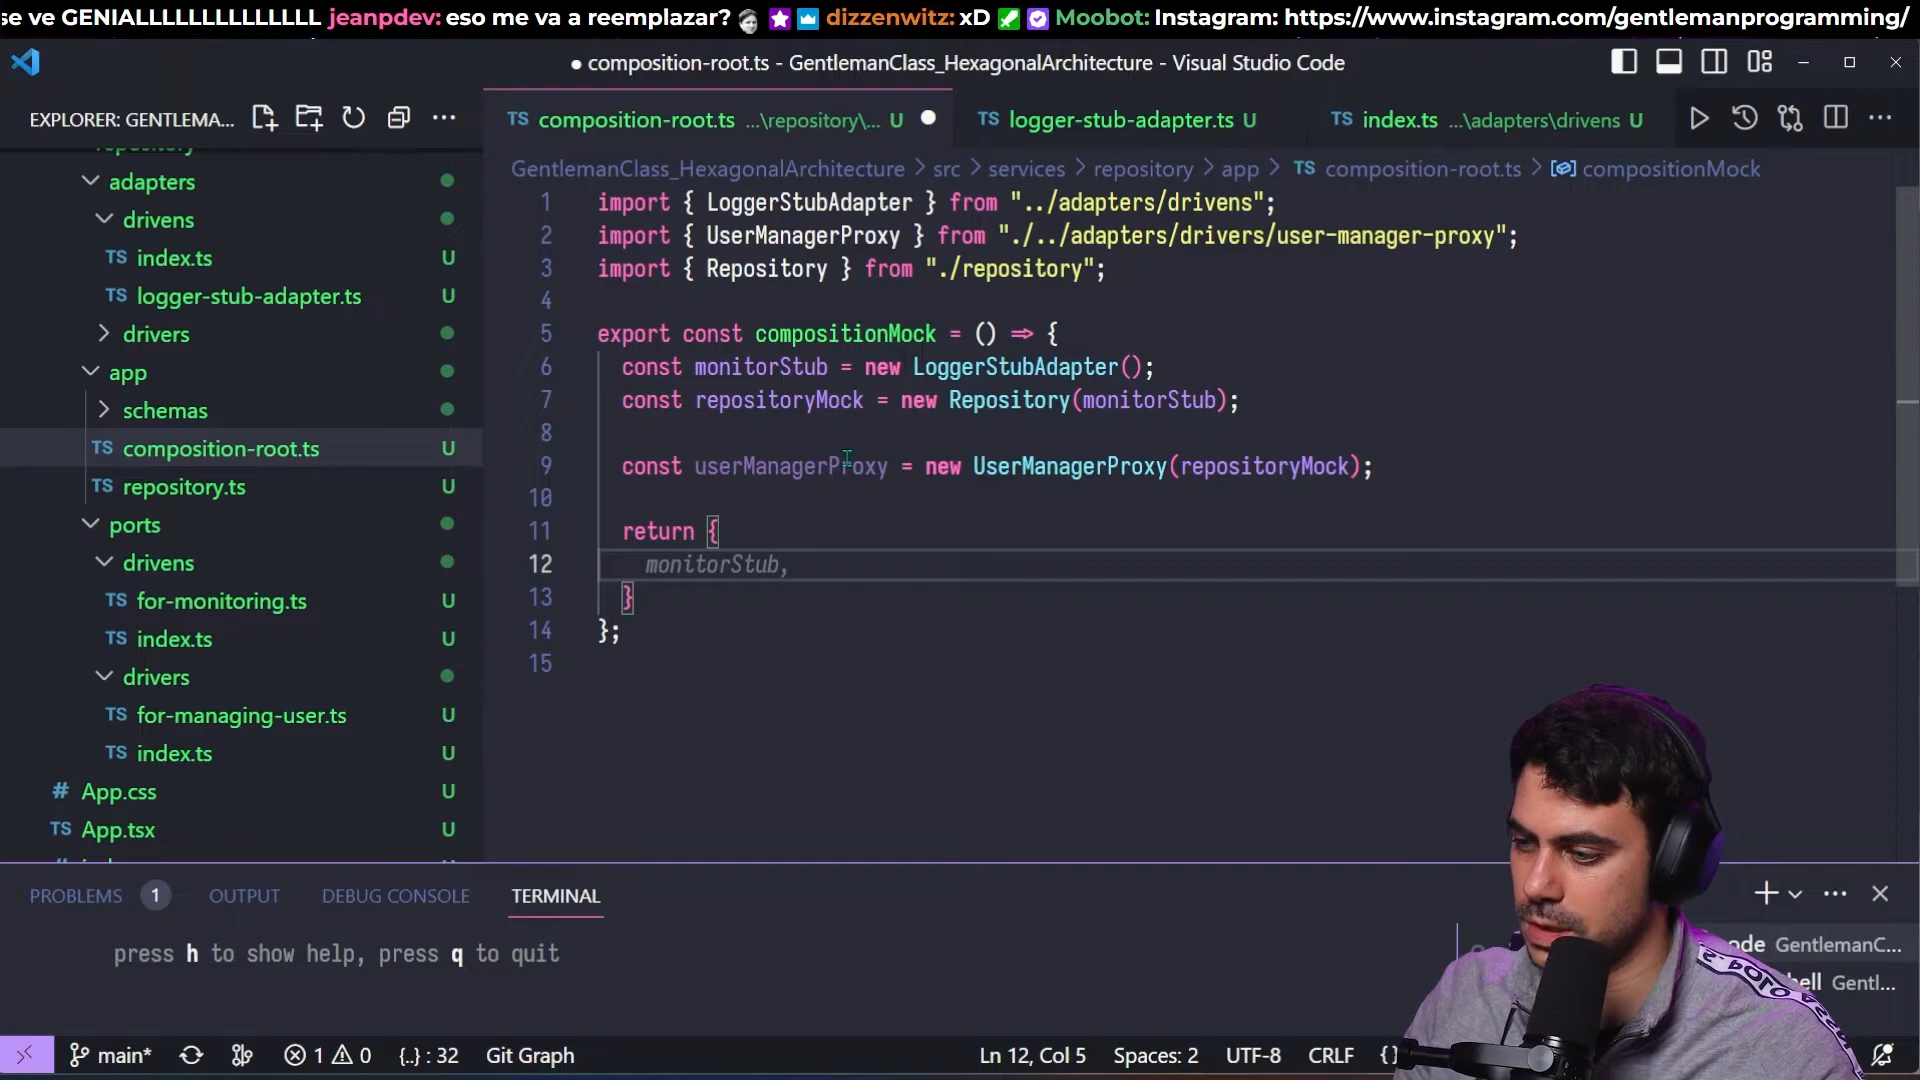 se ve GENIALLLLLLLLLLLLL jeanpdev: eso me va a reemplazar? dizzenwitz: xD Moobot: Instagram: https://www.instagram.com/gentlemanprogramming/
● composition-root.ts - GentlemanClass_HexagonalArchitecture - Visual Studio Code
EXPLORER: GENTLEMA...
TS composition-root.ts ...\repository\... U ●
TS logger-stub-adapter.ts U
TS index.ts ...\adapters\drivens U
GentlemanClass_HexagonalArchitecture > src > services > repository > app > TS composition-root.ts > compositionMock
repository
adapters
drivens
TS index.ts U
TS logger-stub-adapter.ts U
drivers
app
schemas
TS composition-root.ts U
TS repository.ts U
ports
drivens
TS for-monitoring.ts U
TS index.ts U
drivers
TS for-managing-user.ts U
TS index.ts U
# App.css U
TS App.tsx U
1 import { LoggerStubAdapter } from "../adapters/drivens";
2 import { UserManagerProxy } from "./../adapters/drivers/user-manager-proxy";
3 import { Repository } from "./repository";
4
5 export const compositionMock = () => {
6 const monitorStub = new LoggerStubAdapter();
7 const repositoryMock = new Repository(monitorStub);
8
9 const userManagerProxy = new UserManagerProxy(repositoryMock);
10
11 return {
12 monitorStub,
13 }
14 };
15
PROBLEMS 1 OUTPUT DEBUG CONSOLE TERMINAL
press h to show help, press q to quit
ode GentlemanC...
ell Gentl...
main* 1 0 {..} : 32 Git Graph
Ln 12, Col 5 Spaces: 2 UTF-8 CRLF {}